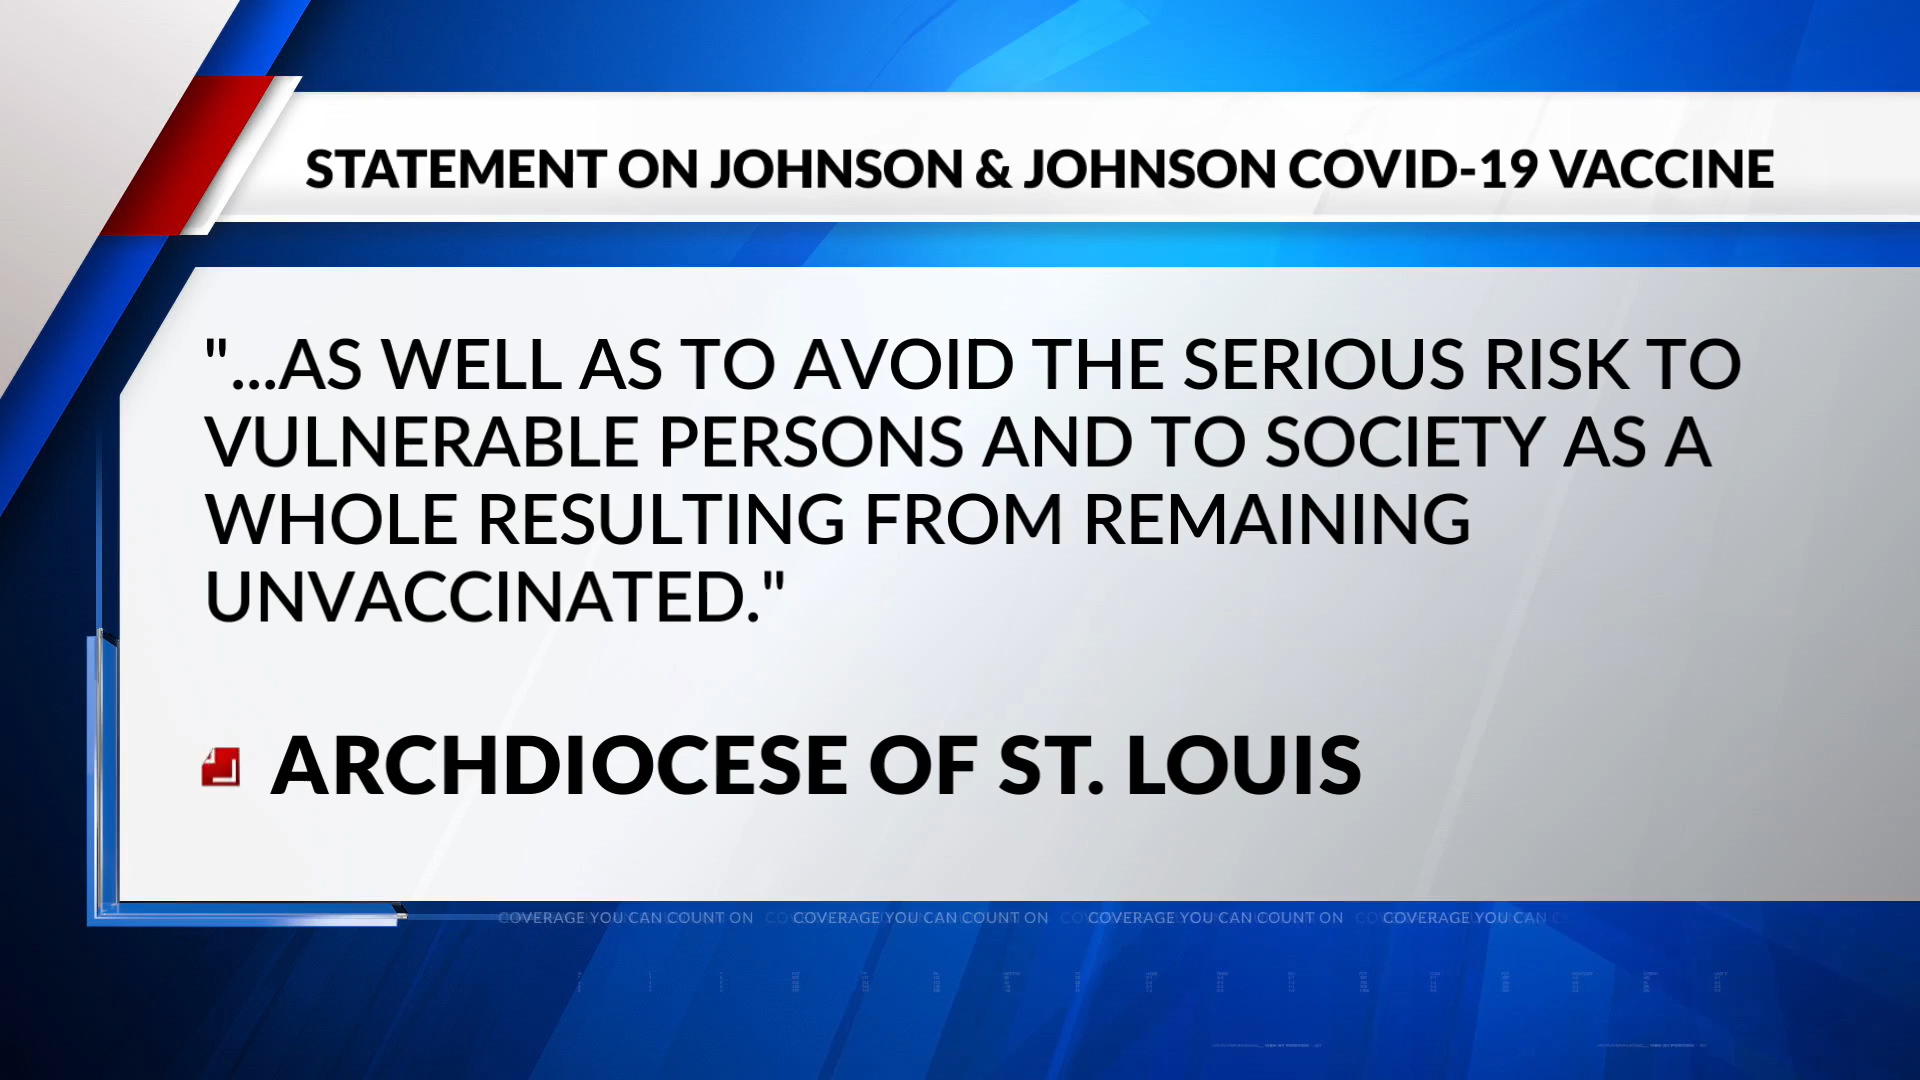 STATEMENT ON JOHNSON & JOHNSON COVID-19 VACCINE
"...AS WELL AS TO AVOID THE SERIOUS RISK TO
VULNERABLE PERSONS AND TO SOCIETY AS A
WHOLE RESULTING FROM REMAINING
UNVACCINATED."
ARCHDIOCESE OF ST. LOUIS
COVERAGE YOU CAN COUNT ON COVERAGE YOU CAN COUNT ON COVERAGE YOU CAN COUNT ON COVERAGE YOU CAN